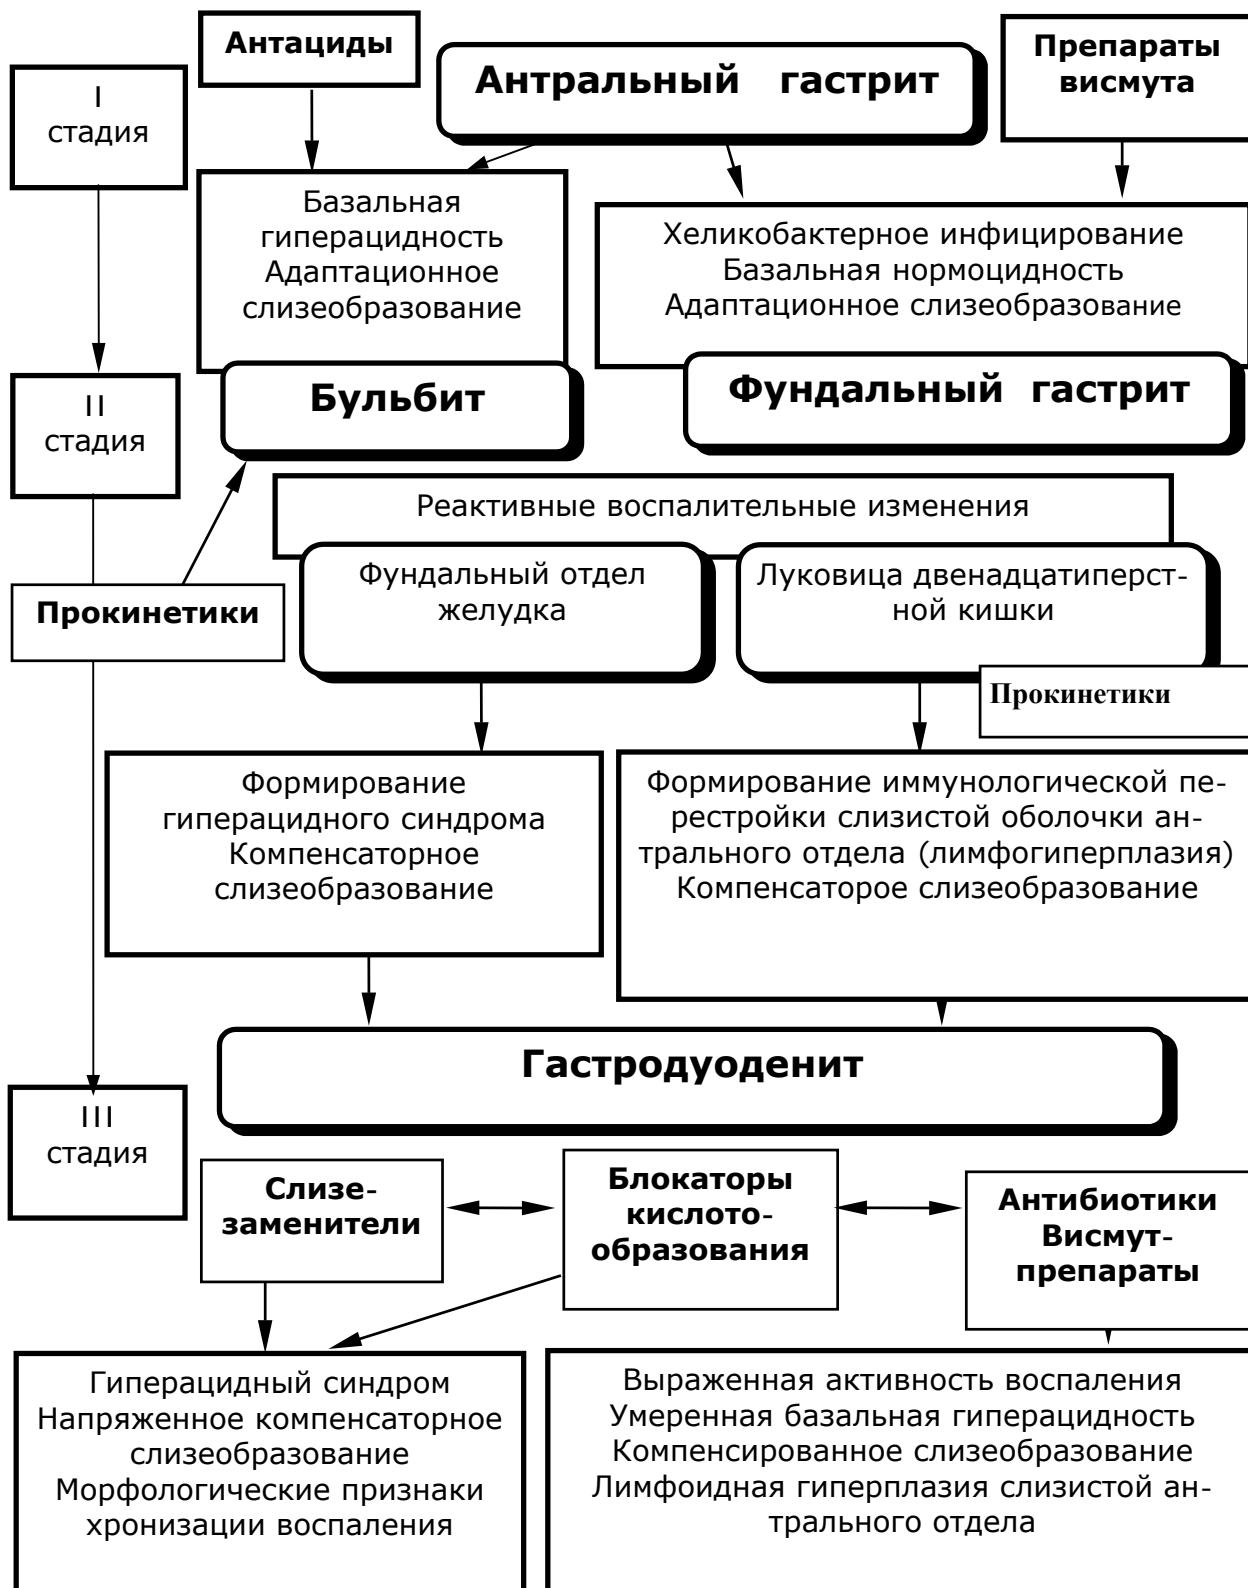 Антациды
Антральный гастрит
Препараты
висмута
I
стадия
Базальная
гиперацидность
Адаптационное
слизеобразование
Хеликобактерное инфицирование
Базальная нормоцидность
Адаптационное слизеобразование
II
стадия
Бульбит
Фундальный гастрит
Реактивные воспалительные изменения
Фундальный отдел
желудка
Луковица двенадцатиперст-
ной кишки
Прокинетики
Прокинетики
Формирование
гиперацидного синдрома
Компенсаторное
слизеобразование
Формирование иммунологической пе-
рестройки слизистой оболочки ан-
трального отдела (лимфогиперплазия)
Компенсаторое слизеобразование
Гастродуоденит
III
стадия
Слизе-
заменители
Блокаторы
кислото-
образования
Антибиотики
Висмут-
препараты
Гиперацидный синдром
Напряженное компенсаторное
слизеобразование
Морфологические признаки
хронизации воспаления
Выраженная активность воспаления
Умеренная базальная гиперацидность
Компенсированное слизеобразование
Лимфоидная гиперплазия слизистой ан-
трального отдела